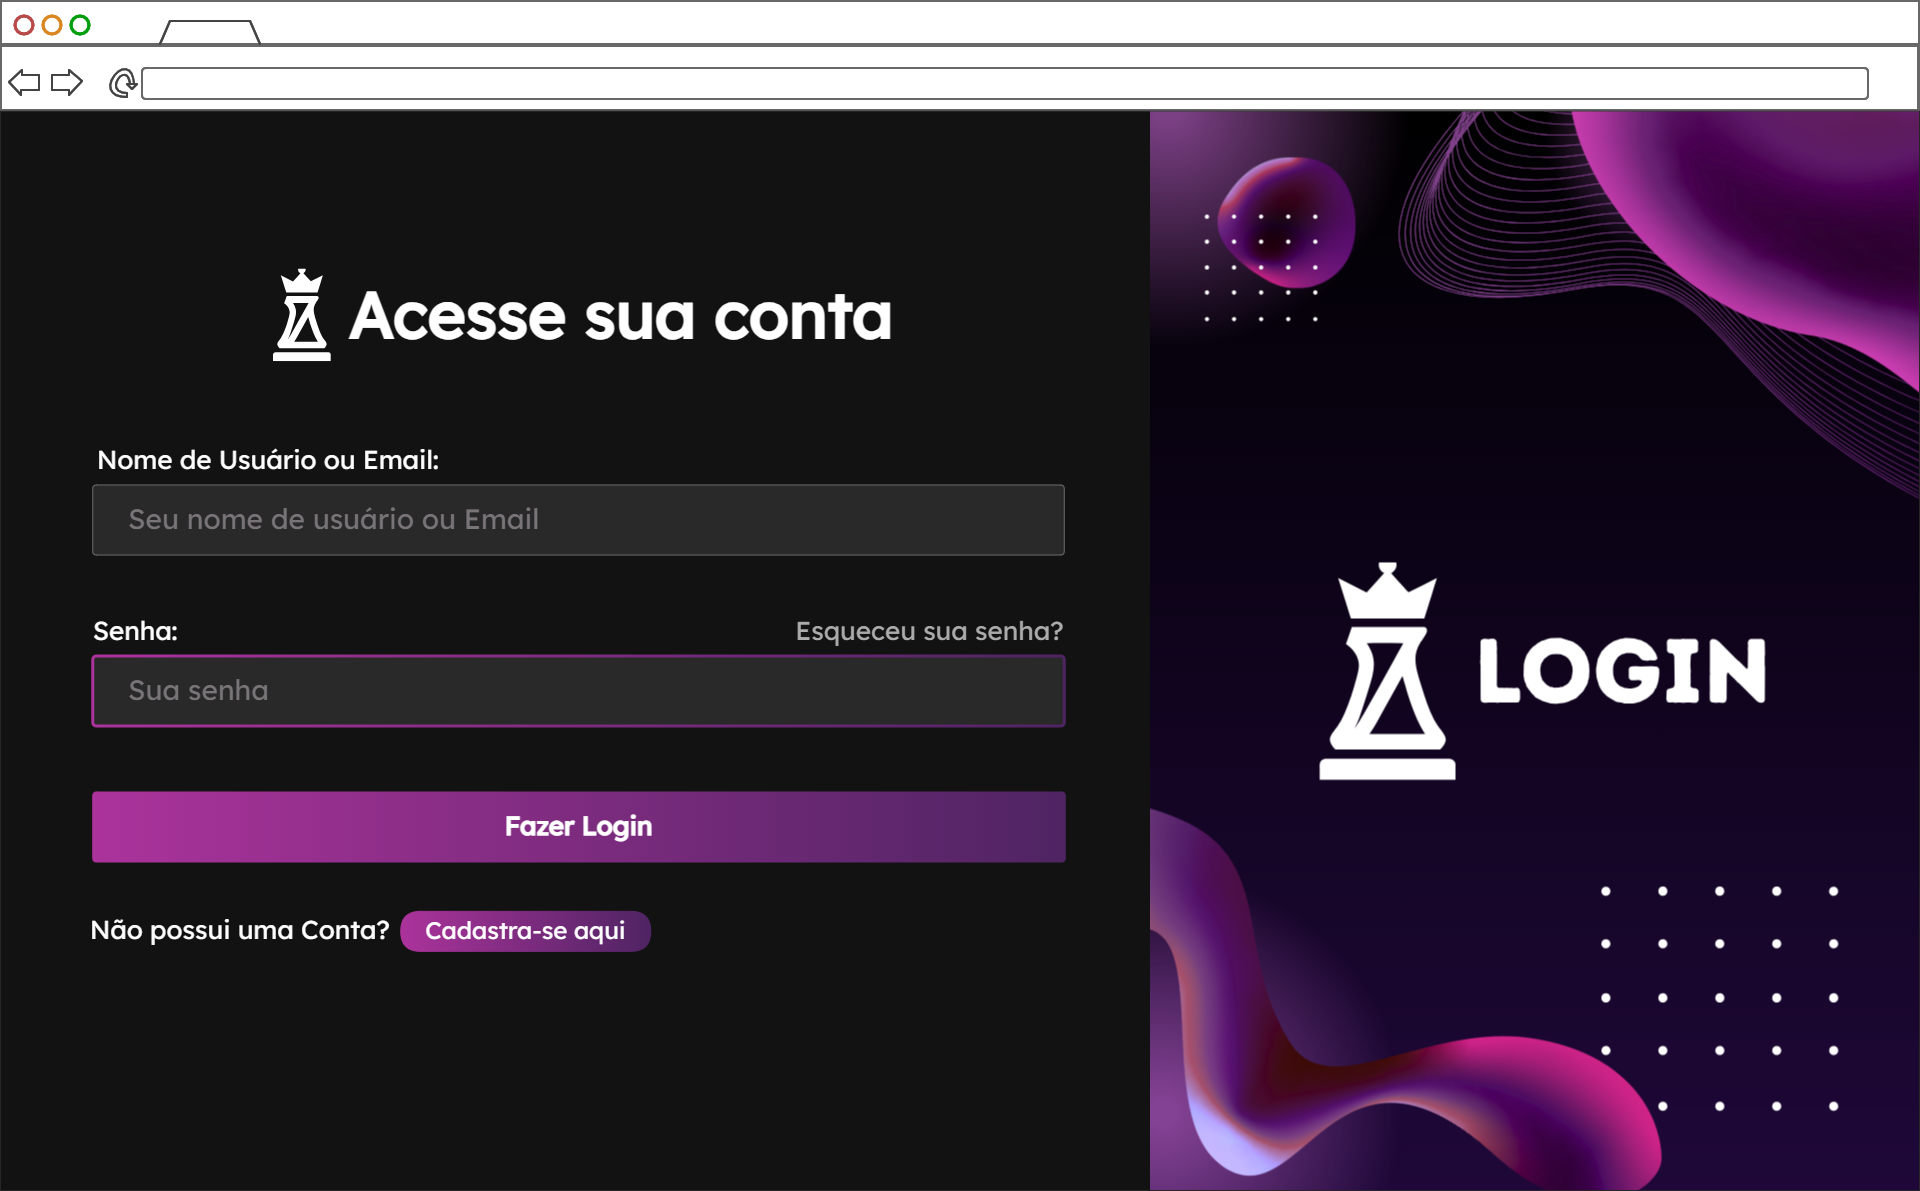 Acesse sua conta
Nome de Usuário ou Email:
Seu nome de usuário ou Email
Senha:
Esqueceu sua senha?
Sua senha
Fazer Login
Não possui uma Conta?
Cadastra-se aqui
LOGIN